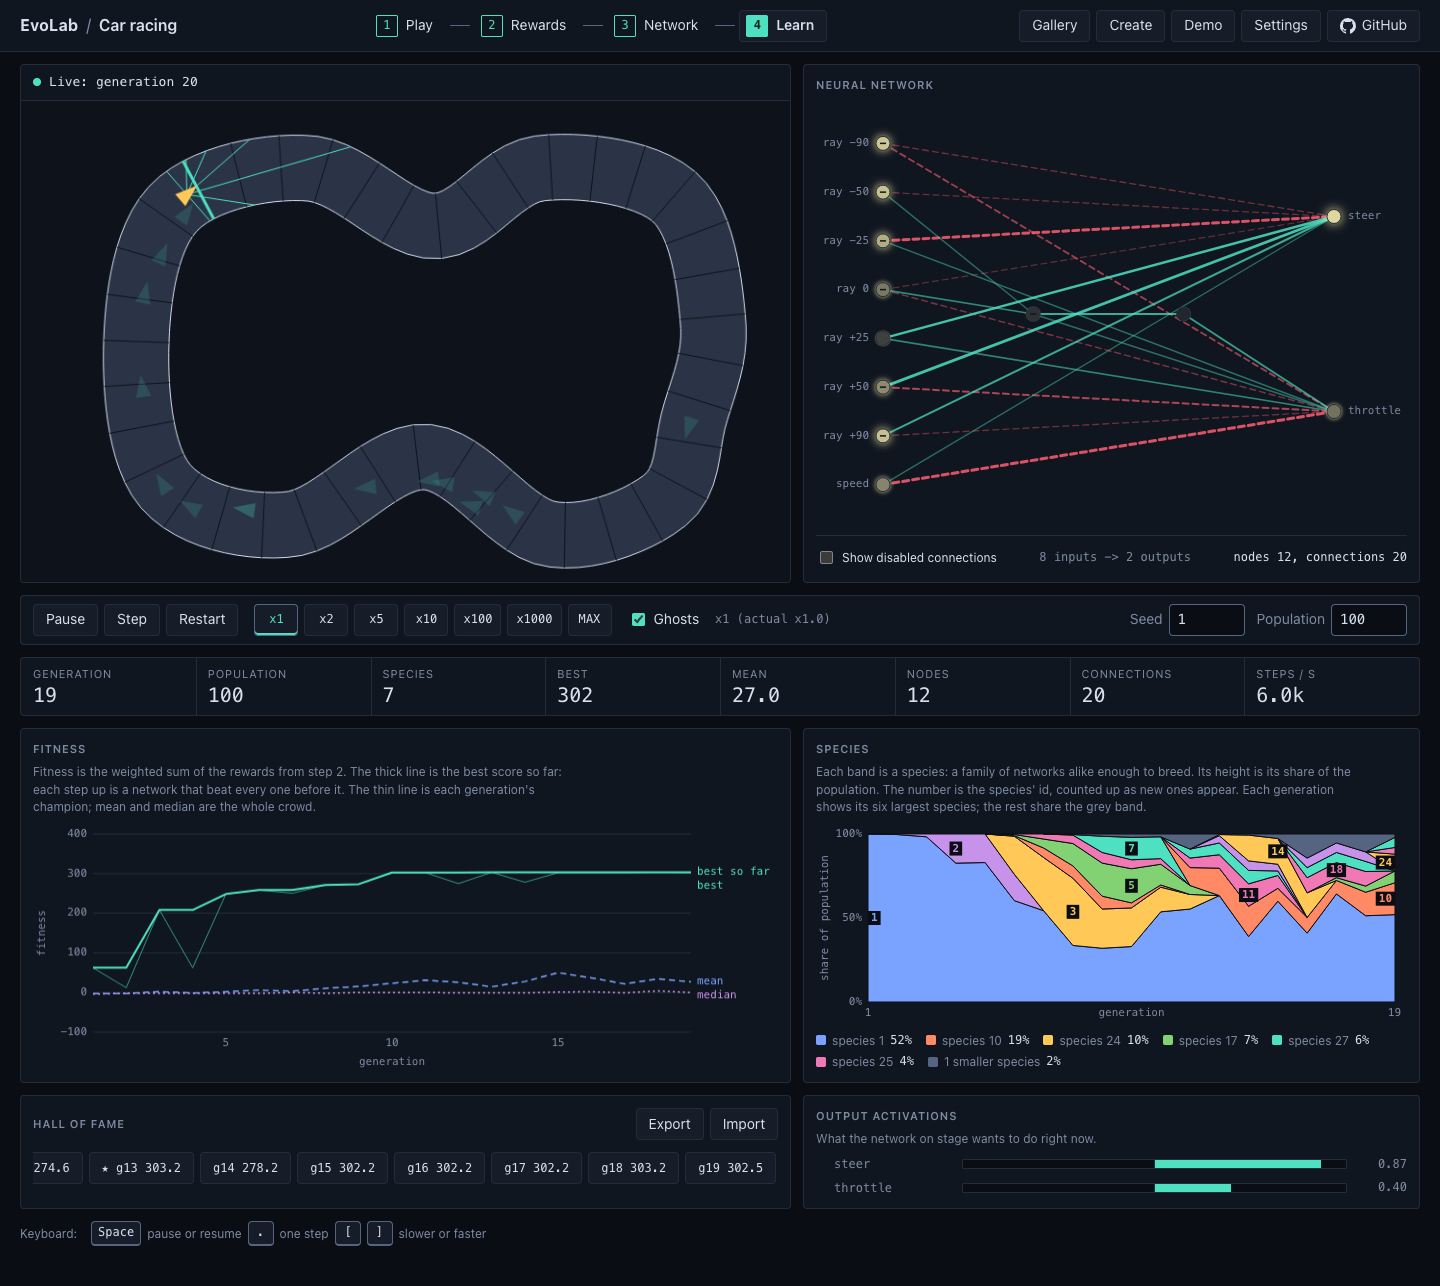 EvoLab / Car racing
1 Play
2 Rewards
3 Network
4 Learn
Gallery
Create
Demo
Settings
GitHub
Live: generation 20
NEURAL NETWORK
ray −90
ray −50
ray −25
ray 0
ray +25
ray +50
ray +90
speed
steer
throttle
Show disabled connections
8 inputs −> 2 outputs
nodes 12, connections 20
Pause
Step
Restart
x1
x2
x5
x10
x100
x1000
MAX
Ghosts
x1 (actual x1.0)
Seed 1
Population 100
GENERATION
19
POPULATION
100
SPECIES
7
BEST
302
MEAN
27.0
NODES
12
CONNECTIONS
20
STEPS / S
6.0k
FITNESS
Fitness is the weighted sum of the rewards from step 2. The thick line is the best score so far:
each step up is a network that beat every one before it. The thin line is each generation's
champion; mean and median are the whole crowd.
400
300
200
100
0
−100
fitness
best so far
best
mean
median
5
10
15
generation
SPECIES
Each band is a species: a family of networks alike enough to breed. Its height is its share of the
population. The number is the species' id, counted up as new ones appear. Each generation
shows its six largest species; the rest share the grey band.
100%
50%
0%
share of population
1
2
3
5
7
11
14
18
24
10
1
generation
19
species 1 52%
species 10 19%
species 24 10%
species 17 7%
species 27 6%
species 25 4%
1 smaller species 2%
HALL OF FAME
Export
Import
274.6
★ g13 303.2
g14 278.2
g15 302.2
g16 302.2
g17 302.2
g18 303.2
g19 302.5
OUTPUT ACTIVATIONS
What the network on stage wants to do right now.
steer 0.87
throttle 0.40
Keyboard: Space pause or resume . one step [ ] slower or faster